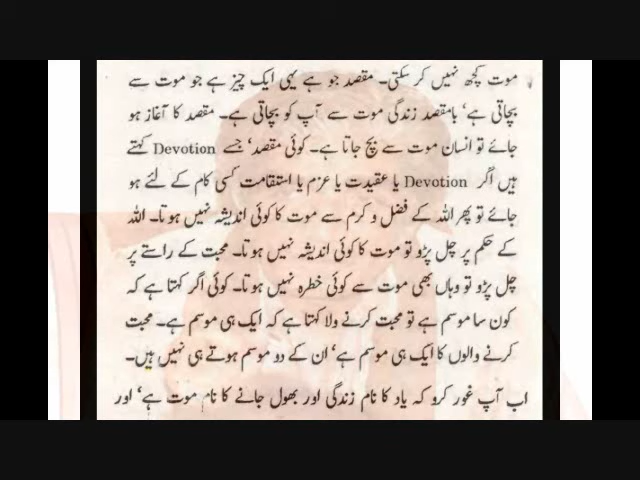 موت کچھ نہیں کر سکتی۔ مقصد جو ہے یہی ایک چیز ہے جو موت سے
بچاتی ہے‘ بامقصد زندگی موت سے آپ کو بچاتی ہے۔ مقصد کا آغاز ہو
جائے تو انسان موت سے بچ جاتا ہے۔ کوئی مقصد‘ جسے Devotion کہتے
ہیں اگر Devotion یا عقیدت یا عزم یا استقامت کسی کام کے لئے ہو
جائے تو پھر اللہ کے فضل و کرم سے موت کا کوئی اندیشہ نہیں ہوتا۔ اللہ
کے حکم پر چل پڑو تو موت کا کوئی اندیشہ نہیں ہوتا۔ محبت کے راستے پر
چل پڑو تو وہاں بھی موت سے کوئی خطرہ نہیں ہوتا۔ کوئی اگر کہتا ہے کہ
کون سا موسم ہے تو محبت کرنے ولا کہتا ہے کہ ایک ہی موسم ہے۔ محبت
کرنے والوں کا ایک ہی موسم ہے‘ ان کے دو موسم ہوتے ہی نہیں ہیں۔
اب آپ غور کرو کہ یاد کا نام زندگی اور بھول جانے کا نام موت ہے‘ اور